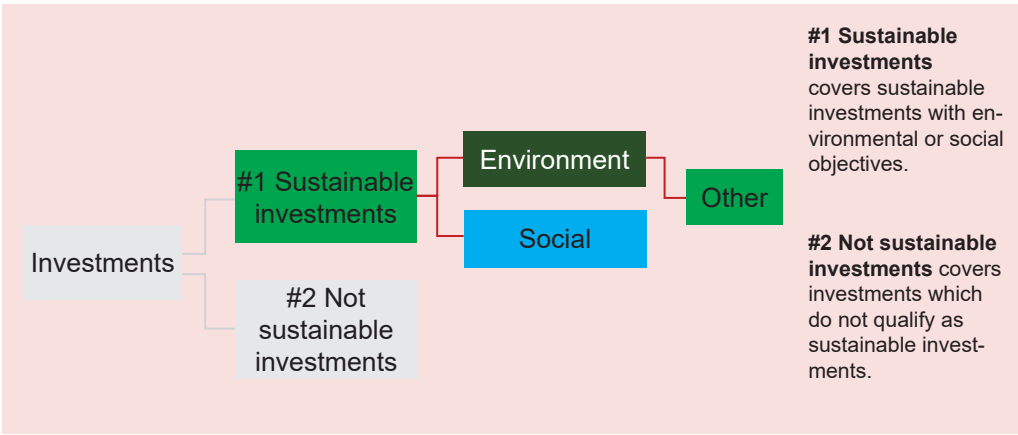 Investments
#1 Sustainable
investments
#2 Not
sustainable
investments
Environment
Social
Other
#1 Sustainable
investments
covers sustainable
investments with en-
vironmental or social
objectives.
#2 Not sustainable
investments covers
investments which
do not qualify as
sustainable invest-
ments.